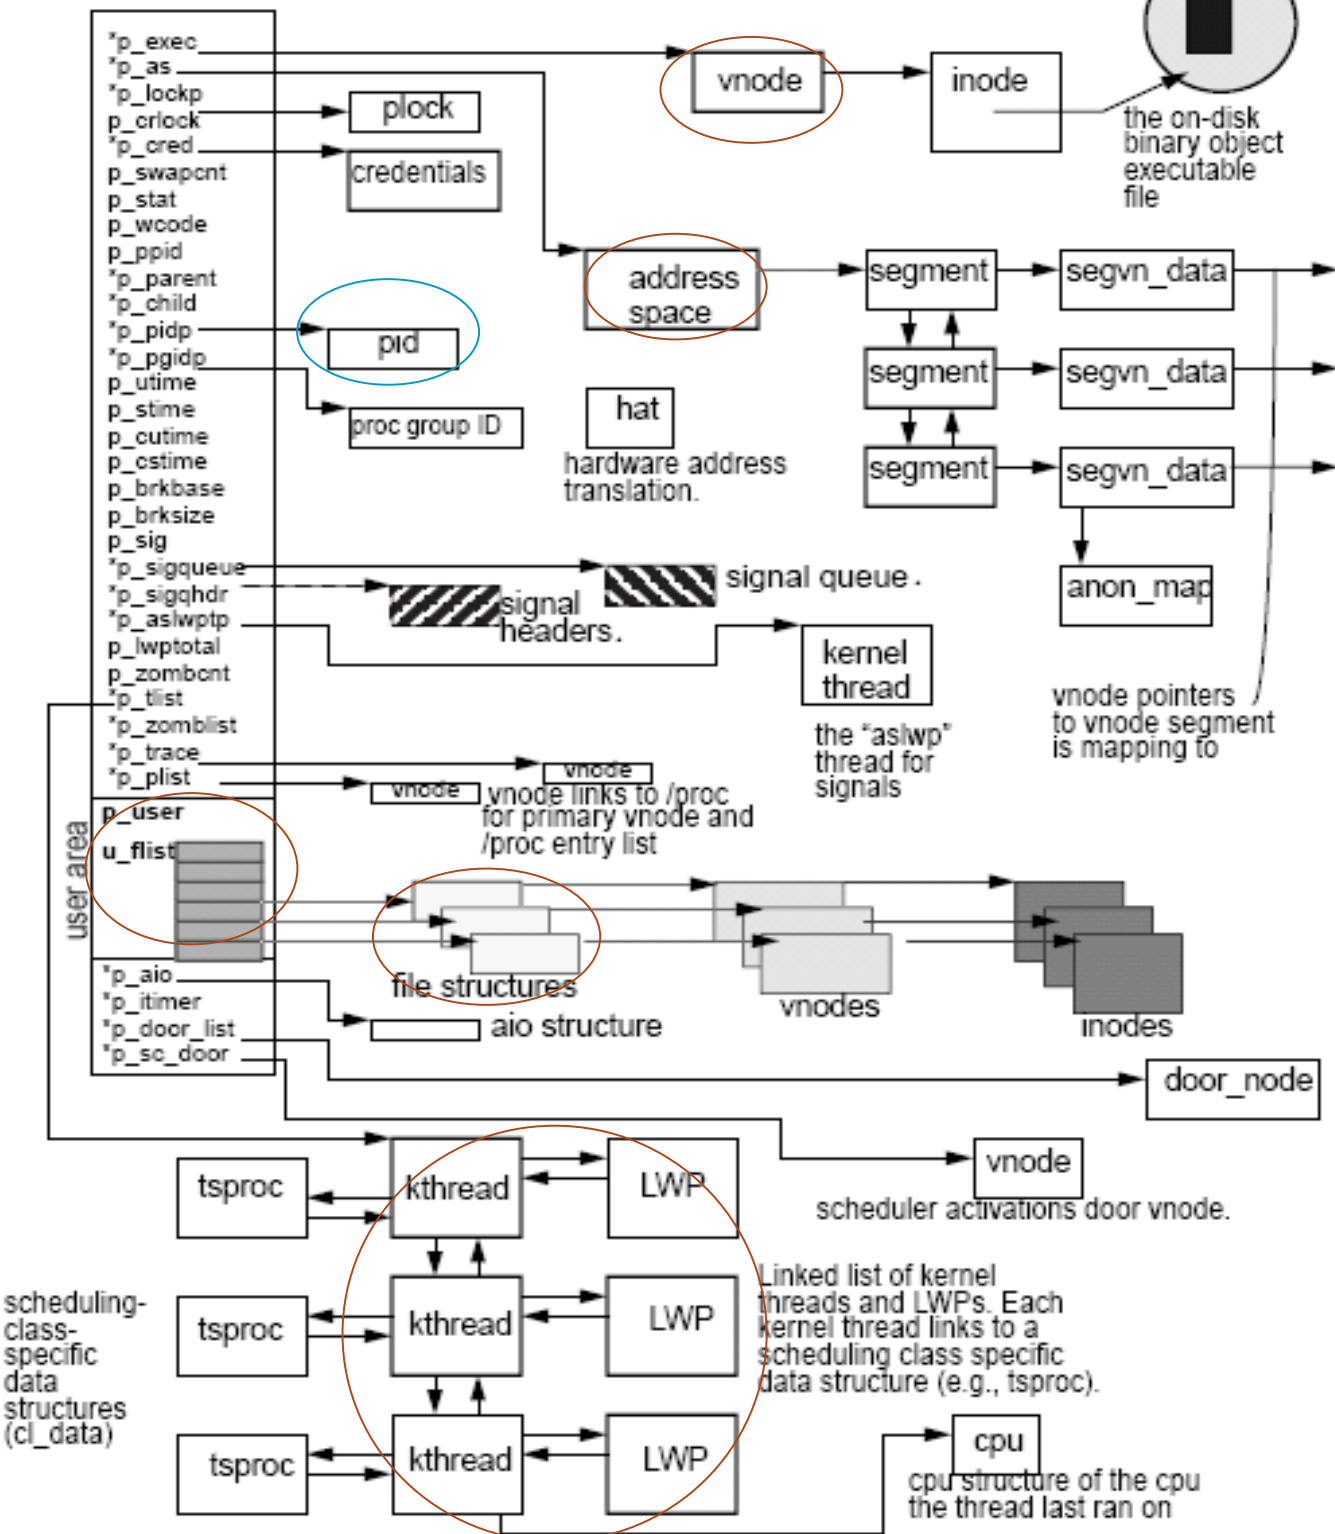 *p_exec
*p_as
*p_lockp
p_crlock
*p_cred
p_swapcnt
p_stat
p_wcode
p_ppid
*p_parent
*p_child
*p_pidp
*p_pgidp
p_utime
p_stime
p_cutime
p_cstime
p_brkbase
p_brksize
p_sig
*p_sigqueue
*p_sigqhdr
*p_aslwptp
p_lwptotal
p_zombcnt
*p_tlist
*p_zomblist
*p_trace
*p_plist
user area
p_user
u_flist
*p_aio
*p_itimer
*p_door_list
*p_sc_door
plock
credentials
pid
proc group ID
vnode
inode
the on-disk
binary object
executable
file
address
space
hat
hardware address
translation.
segment
segvn_data
segment
segvn_data
segment
segvn_data
anon_map
vnode pointers
to vnode segment
is mapping to
signal queue.
signal
headers.
kernel
thread
the “aslwp”
thread for
signals
vnode
vnode
vnode links to /proc
for primary vnode and
/proc entry list
file structures
vnodes
inodes
aio structure
door_node
vnode
scheduler activations door vnode.
tsproc
kthread
LWP
tsproc
kthread
LWP
tsproc
kthread
LWP
scheduling-
class-
specific
data
structures
(cl_data)
Linked list of kernel
threads and LWPs. Each
kernel thread links to a
scheduling class specific
data structure (e.g., tsproc).
cpu
cpu structure of the cpu
the thread last ran on